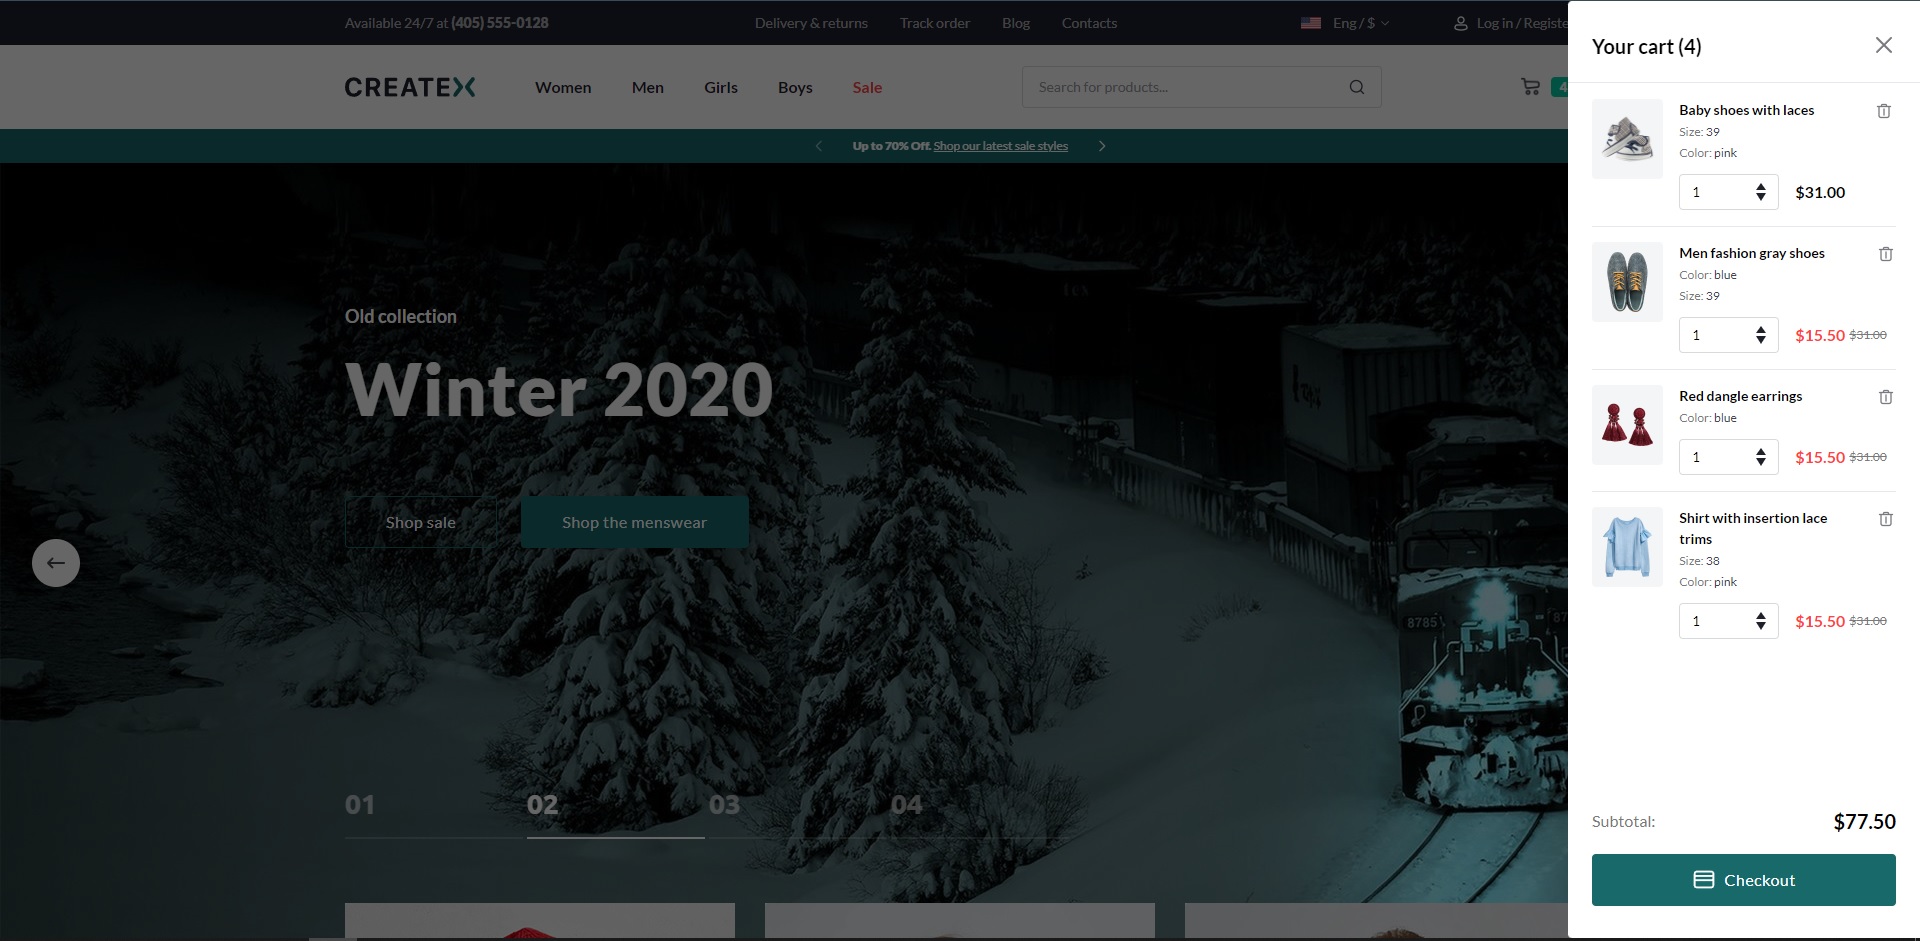 Available 24/7 at (405) 555-0128
Delivery & returns
Track order
Blog
Contacts
Eng / $
Log in / Registe
CREATEX
Women
Men
Girls
Boys
Sale
Search for products...
4
Up to 70% Off. Shop our latest sale styles
Old collection
Winter 2020
Shop sale
Shop the menswear
8785
87
01
02
03
04
Your cart (4)
Baby shoes with laces
Size: 39
Color: pink
1
$31.00
Men fashion gray shoes
Color: blue
Size: 39
1
$15.50 $31.00
Red dangle earrings
Color: blue
1
$15.50 $31.00
Shirt with insertion lace
trims
Size: 38
Color: pink
1
$15.50 $31.00
Subtotal:
$77.50
Checkout